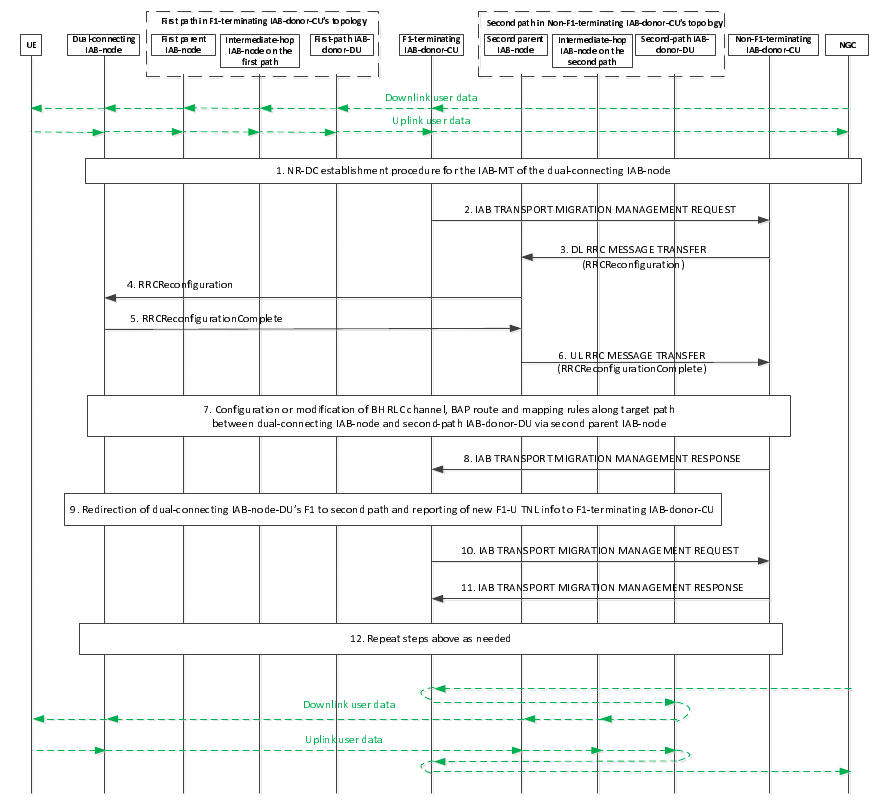 First path in F1-terminating IAB-donor-CU's topology
Second path in Non-F1-terminating IAB-donor-CU's topology
UE
Dual-connecting
IAB-node
First parent
IAB-node
Intermediate-hop
IAB-node on the
first path
First-path IAB-
donor-DU
F1-terminating
IAB-donor-CU
Second parent
IAB-node
Intermediate-hop
IAB-node on the
second path
Second-path IAB-
donor-DU
Non-F1-terminating
IAB-donor-CU
NGC
Downlink user data
Uplink user data
1. NR-DC establishment procedure for the IAB-MT of the dual-connecting IAB-node
2. IAB TRANSPORT MIGRATION MANAGEMENT REQUEST
3. DL RRC MESSAGE TRANSFER
(RRCReconfiguration)
4. RRCReconfiguration
5. RRCReconfigurationComplete
6. UL RRC MESSAGE TRANSFER
(RRCReconfigurationComplete)
7. Configuration or modification of BH RLC channel, BAP route and mapping rules along target path
between dual-connecting IAB-node and second-path IAB-donor-DU via second parent IAB-node
8. IAB TRANSPORT MIGRATION MANAGEMENT RESPONSE
9. Redirection of dual-connecting IAB-node-DU's F1 to second path and reporting of new F1-U TNL info to F1-terminating IAB-donor-CU
10. IAB TRANSPORT MIGRATION MANAGEMENT REQUEST
11. IAB TRANSPORT MIGRATION MANAGEMENT RESPONSE
12. Repeat steps above as needed
Downlink user data
Uplink user data